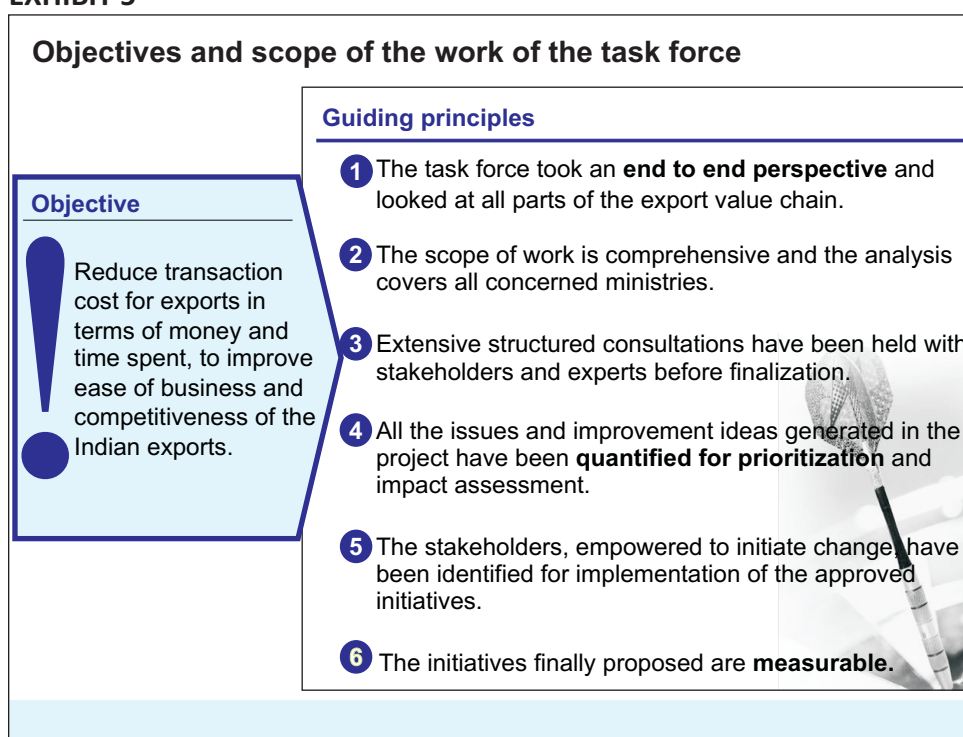 Objectives and scope of the work of the task force
Guiding principles
Objective
Reduce transaction
cost for exports in
terms of money and
time spent, to improve
ease of business and
competitiveness of the
Indian exports.
1 The task force took an end to end perspective and
looked at all parts of the export value chain.
2 The scope of work is comprehensive and the analysis
covers all concerned ministries.
3 Extensive structured consultations have been held with
stakeholders and experts before finalization.
4 All the issues and improvement ideas generated in the
project have been quantified for prioritization and
impact assessment.
5 The stakeholders, empowered to initiate change, have
been identified for implementation of the approved
initiatives.
6 The initiatives finally proposed are measurable.